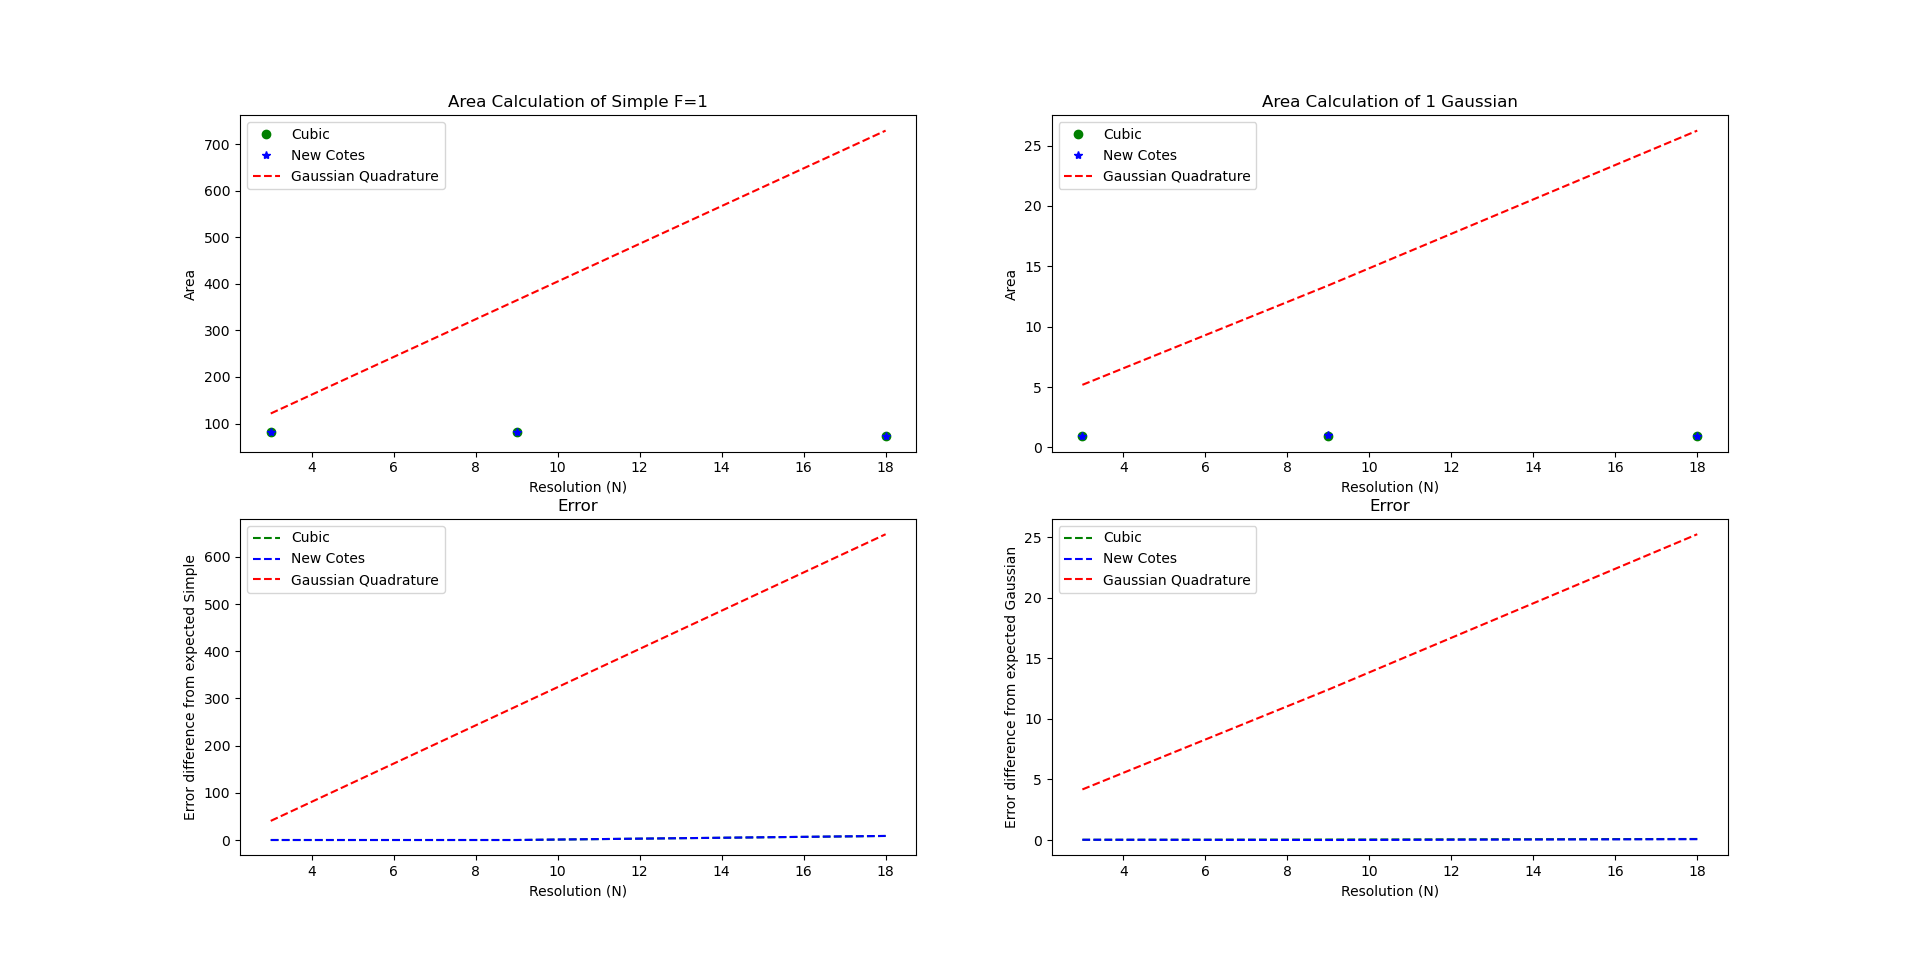 Area Calculation of Simple F=1
Cubic
New Cotes
Gaussian Quadrature
Area
700
600
500
400
300
200
100
4 6 8 10 12 14 16 18
Resolution (N)
Area Calculation of 1 Gaussian
Cubic
New Cotes
Gaussian Quadrature
Area
25
20
15
10
5
0
4 6 8 10 12 14 16 18
Resolution (N)
Error
Cubic
New Cotes
Gaussian Quadrature
Error difference from expected Simple
600
500
400
300
200
100
0
4 6 8 10 12 14 16 18
Resolution (N)
Error
Cubic
New Cotes
Gaussian Quadrature
Error difference from expected Gaussian
25
20
15
10
5
0
4 6 8 10 12 14 16 18
Resolution (N)